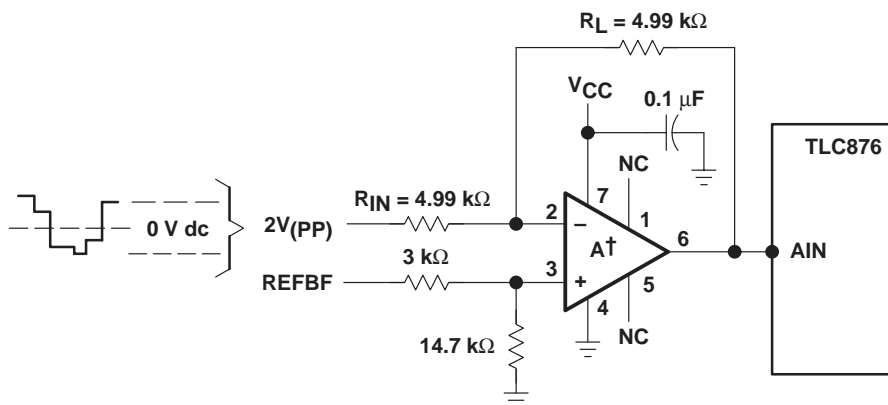 R_L = 4.99 kΩ
V_CC
0.1 µF
TLC876
NC
R_IN = 4.99 kΩ
7
0 V dc
2V_(PP)
2
−
1
A†
6
AIN
3 kΩ
REFBF
3
+
5
4
NC
14.7 kΩ